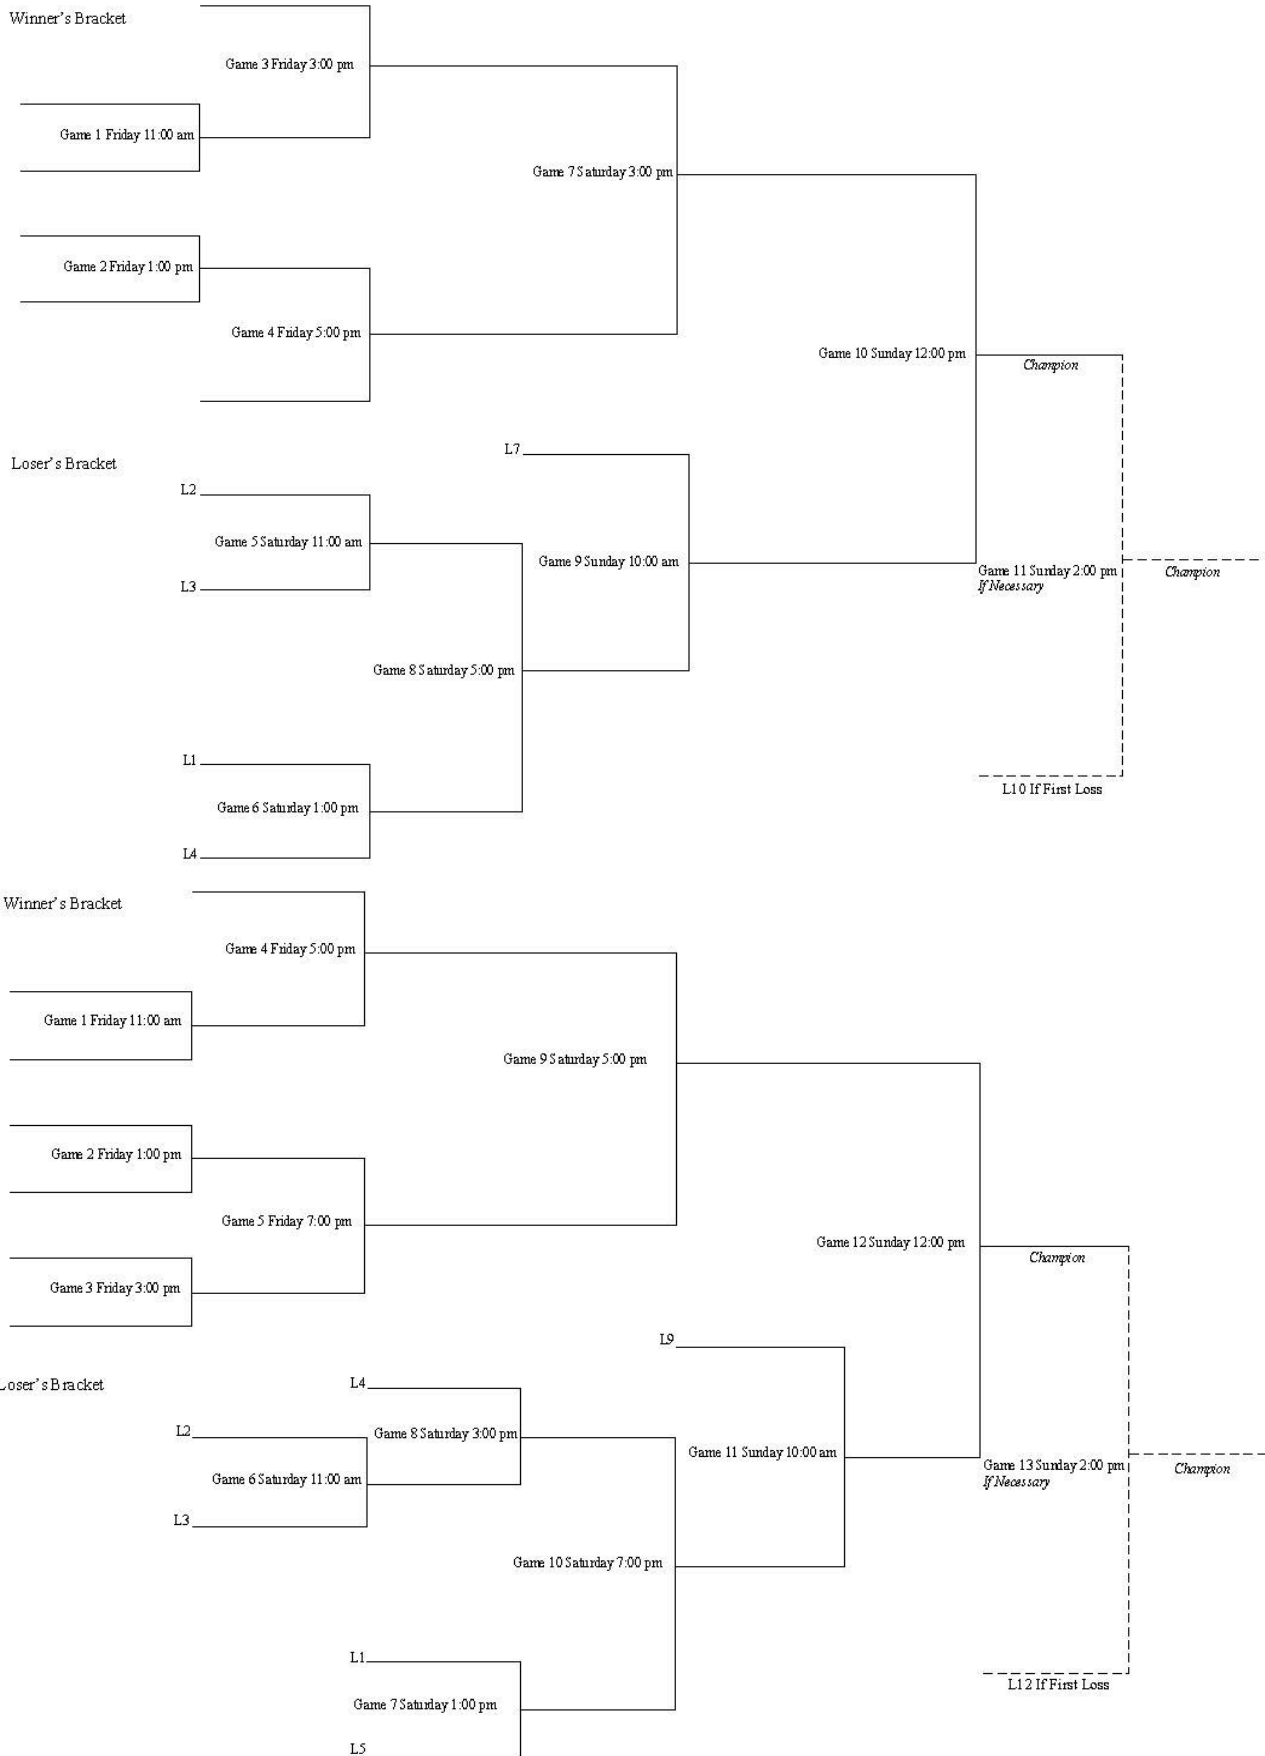 Winner's Bracket
Game 3 Friday 3:00 pm
Game 1 Friday 11:00 am
Game 7 Saturday 3:00 pm
Game 2 Friday 1:00 pm
Game 4 Friday 5:00 pm
Game 10 Sunday 12:00 pm
Champion
L7
Loser's Bracket
L2
Game 5 Saturday 11:00 am
Game 9 Sunday 10:00 am
Game 11 Sunday 2:00 pm
If Necessary
Champion
L3
Game 8 Saturday 5:00 pm
L1
L10 If First Loss
Game 6 Saturday 1:00 pm
L4
Winner's Bracket
Game 4 Friday 5:00 pm
Game 1 Friday 11:00 am
Game 9 Saturday 5:00 pm
Game 2 Friday 1:00 pm
Game 5 Friday 7:00 pm
Game 12 Sunday 12:00 pm
Champion
Game 3 Friday 3:00 pm
L9
Loser's Bracket
L4
L2
Game 8 Saturday 3:00 pm
Game 11 Sunday 10:00 am
Game 6 Saturday 11:00 am
Game 13 Sunday 2:00 pm
If Necessary
Champion
L3
Game 10 Saturday 7:00 pm
L1
L12 If First Loss
Game 7 Saturday 1:00 pm
L5